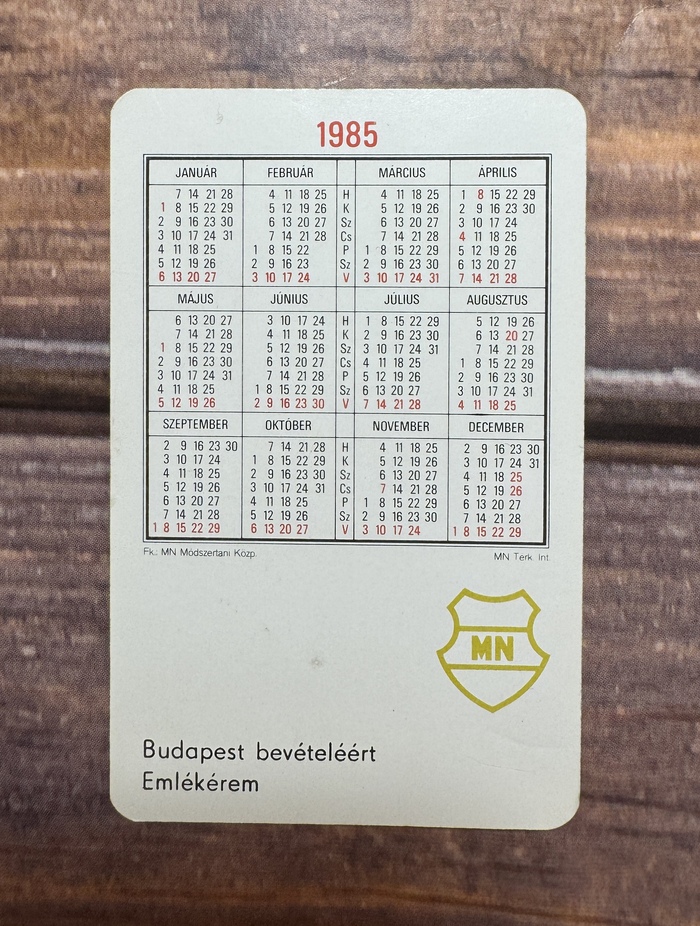 1985
JANUÁR FEBRUÁR MÁRCIUS ÁPRILIS
7 14 21 28 4 11 18 25 H 4 11 18 25 1 8 15 22 29
1 8 15 22 29 5 12 19 26 K 5 12 19 26 2 9 16 23 30
2 9 16 23 30 6 13 20 27 Sz 6 13 20 27 3 10 17 24
3 10 17 24 31 7 14 21 28 Cs 7 14 21 28 4 11 18 25
4 11 18 25 1 8 15 22 P 1 8 15 22 29 5 12 19 26
5 12 19 26 2 9 16 23 Sz 2 9 16 23 30 6 13 20 27
6 13 20 27 3 10 17 24 V 3 10 17 24 31 7 14 21 28
MÁJUS JÚNIUS JÚLIUS AUGUSZTUS
6 13 20 27 3 10 17 24 H 1 8 15 22 29 5 12 19 26
7 14 21 28 4 11 18 25 K 2 9 16 23 30 6 13 20 27
1 8 15 22 29 5 12 19 26 Sz 3 10 17 24 31 7 14 21 28
2 9 16 23 30 6 13 20 27 Cs 4 11 18 25 1 8 15 22 29
3 10 17 24 31 7 14 21 28 P 5 12 19 26 2 9 16 23 30
4 11 18 25 1 8 15 22 29 Sz 6 13 20 27 3 10 17 24 31
5 12 19 26 2 9 16 23 30 V 7 14 21 28 4 11 18 25
SZEPTEMBER OKTÓBER NOVEMBER DECEMBER
2 9 16 23 30 7 14 21 28 H 4 11 18 25 2 9 16 23 30
3 10 17 24 1 8 15 22 29 K 5 12 19 26 3 10 17 24 31
4 11 18 25 2 9 16 23 30 Sz 6 13 20 27 4 11 18 25
5 12 19 26 3 10 17 24 31 Cs 7 14 21 28 5 12 19 26
6 13 20 27 4 11 18 25 P 1 8 15 22 29 6 13 20 27
7 14 21 28 5 12 19 26 Sz 2 9 16 23 30 7 14 21 28
1 8 15 22 29 6 13 20 27 V 3 10 17 24 1 8 15 22 29
Fk.: MN Módszertani Közp. MN Terk. Int.
MN
Budapest bevételéért
Emlékérem